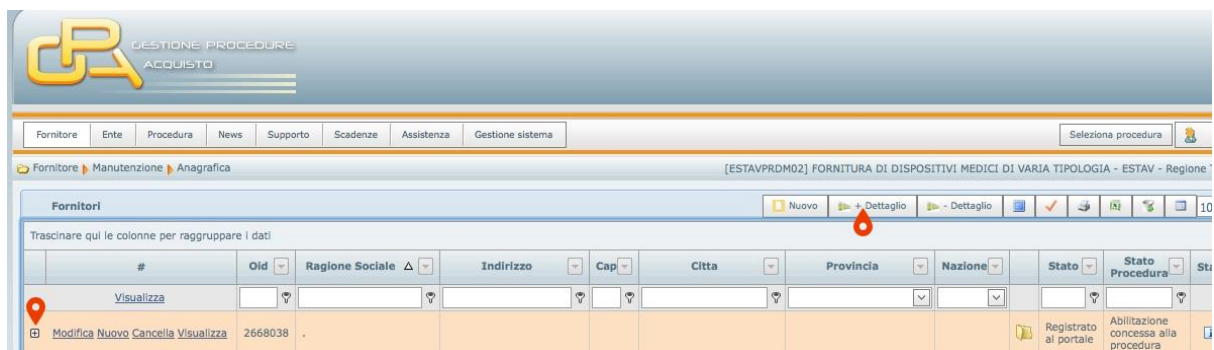 GPA GESTIONE PROCEDURE
ACQUISTO
Fornitore Ente Procedura News Supporto Scadenze Assistenza Gestione sistema Seleziona procedura
Fornitore Manutenzione Anagrafica [ESTAVPRDM02] FORNITURA DI DISPOSITIVI MEDICI DI VARIA TIPOLOGIA - ESTAV - Regione
Fornitori Nuovo + Dettaglio - Dettaglio 10
Trascinare qui le colonne per raggruppare i dati
# Oid Ragione Sociale Indirizzo Cap Citta Provincia Nazione Stato Stato Procedura Sta
Visualizza
Modifica Nuovo Cancella Visualizza 2668038 . Registrato al portale Abilitazione concessa alla procedura